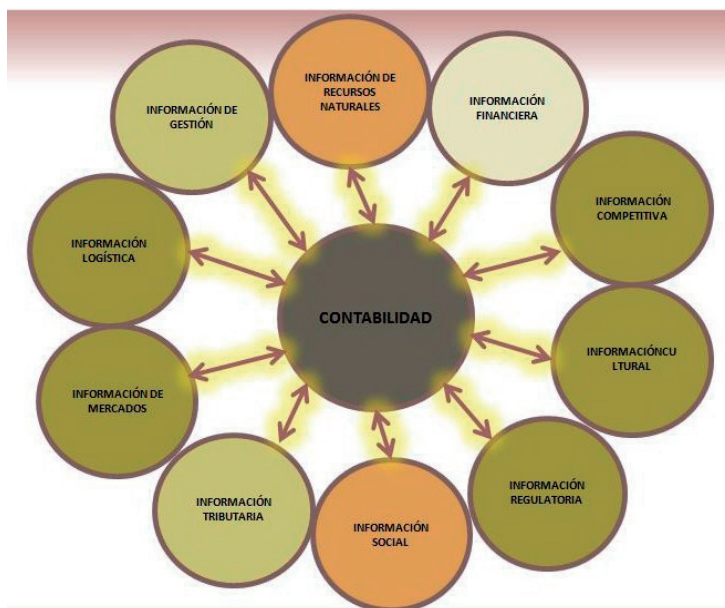 INFORMACIÓN DE
RECURSOS
NATURALES
INFORMACIÓN
FINANCIERA
INFORMACIÓN DE
GESTIÓN
INFORMACIÓN
COMPETITIVA
INFORMACIÓN
LOGÍSTICA
CONTABILIDAD
INFORMACIÓNCU
LTURAL
INFORMACIÓN DE
MERCADOS
INFORMACIÓN
REGULATORIA
INFORMACIÓN
TRIBUTARIA
INFORMACIÓN
SOCIAL